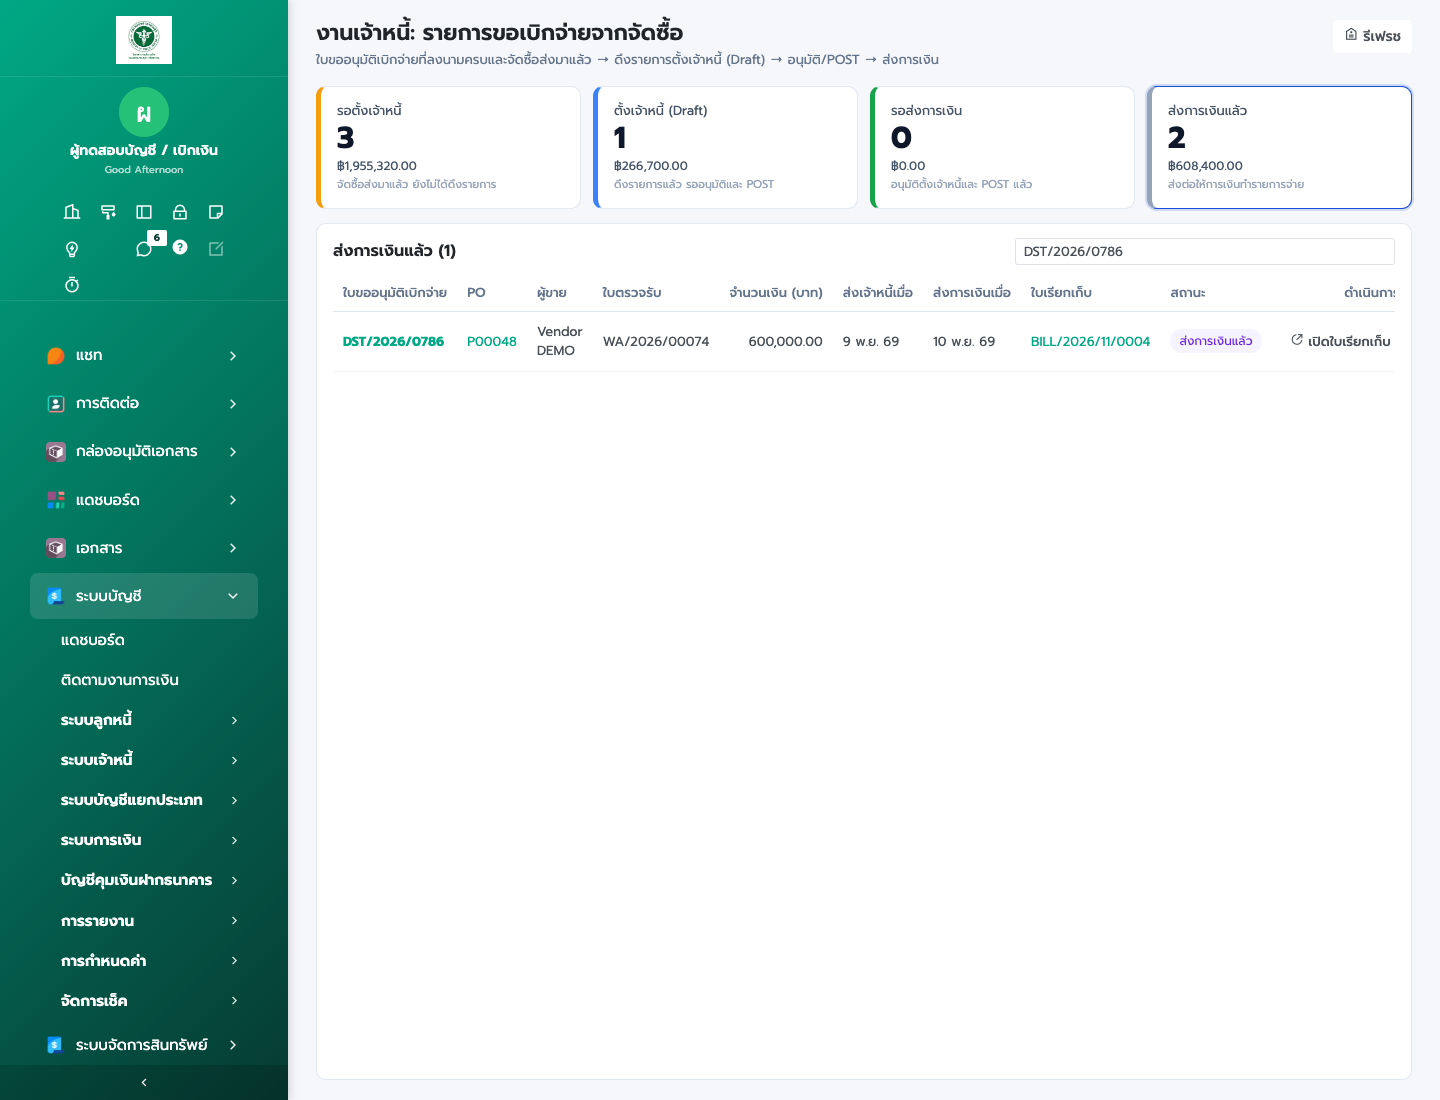 ผ
ผู้ทดสอบบัญชี / เบิกเงิน
Good Afternoon
6
แชท
การติดต่อ
กล่องอนุมัติเอกสาร
แดชบอร์ด
เอกสาร
ระบบบัญชี
แดชบอร์ด
ติดตามงานการเงิน
ระบบลูกหนี้
ระบบเจ้าหนี้
ระบบบัญชีแยกประเภท
ระบบการเงิน
บัญชีคุมเงินฝากธนาคาร
การรายงาน
การกำหนดค่า
จัดการเช็ค
ระบบจัดการสินทรัพย์
งานเจ้าหนี้: รายการขอเบิกจ่ายจากจัดซื้อ
รีเฟรช
ใบขออนุมัติเบิกจ่ายที่ลงนามครบและจัดซื้อส่งมาแล้ว → ดึงรายการตั้งเจ้าหนี้ (Draft) → อนุมัติ/POST → ส่งการเงิน
รอตั้งเจ้าหนี้
3
฿1,955,320.00
จัดซื้อส่งมาแล้ว ยังไม่ได้ดึงรายการ
ตั้งเจ้าหนี้ (Draft)
1
฿266,700.00
ดึงรายการแล้ว รออนุมัติและ POST
รอส่งการเงิน
0
฿0.00
อนุมัติตั้งเจ้าหนี้และ POST แล้ว
ส่งการเงินแล้ว
2
฿608,400.00
ส่งต่อให้การเงินทำรายการจ่าย
ส่งการเงินแล้ว (1)
DST/2026/0786
ใบขออนุมัติเบิกจ่าย PO ผู้ขาย ใบตรวจรับ จำนวนเงิน (บาท) ส่งเจ้าหนี้เมื่อ ส่งการเงินเมื่อ ใบเรียกเก็บ สถานะ ดำเนินการ
DST/2026/0786 P00048 Vendor DEMO WA/2026/00074 600,000.00 9 พ.ย. 69 10 พ.ย. 69 BILL/2026/11/0004 ส่งการเงินแล้ว เปิดใบเรียกเก็บ